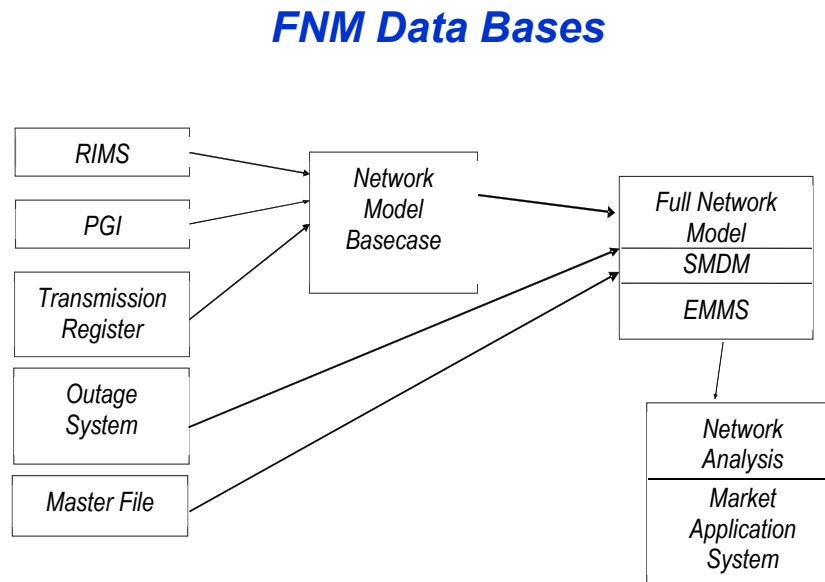 FNM Data Bases
RIMS
PGI
Transmission
Register
Outage
System
Master File
Network
Model
Basecase
Full Network
Model
SMDM
EMMS
Network
Analysis
Market
Application
System